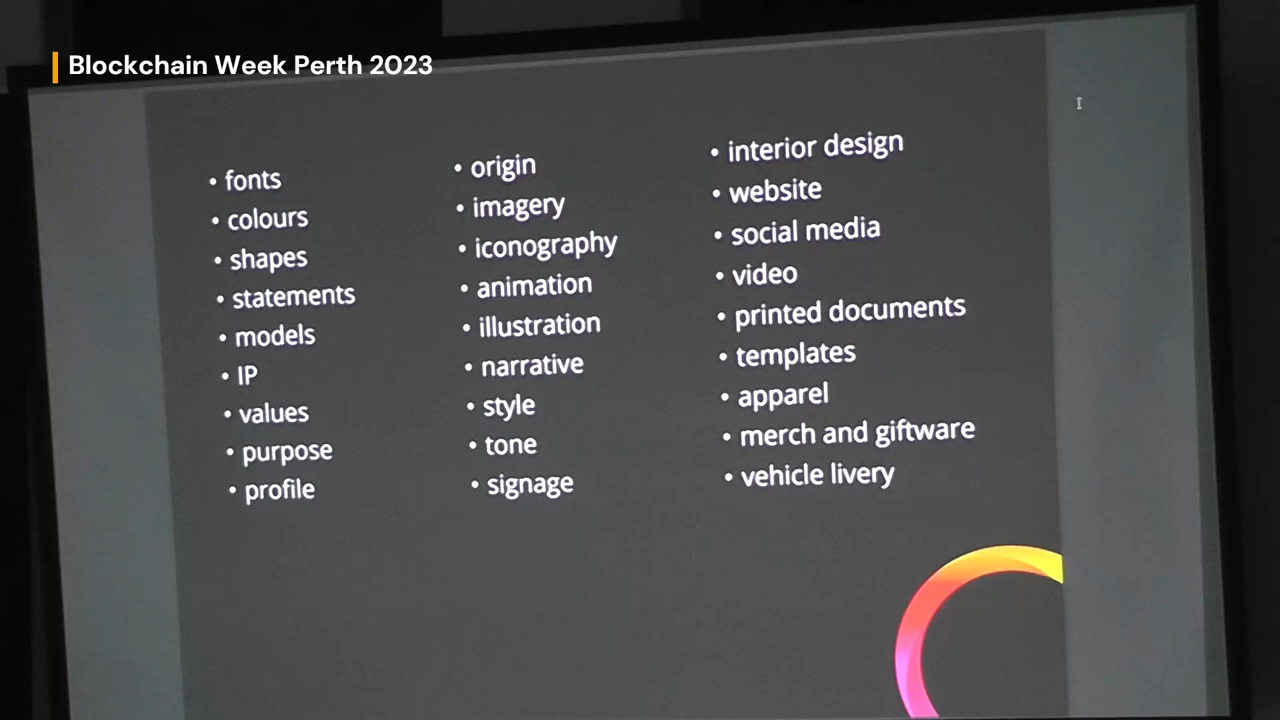 Blockchain Week Perth 2023
• fonts
• colours
• shapes
• statements
• models
• IP
• values
• purpose
• profile
• origin
• imagery
• iconography
• animation
• illustration
• narrative
• style
• tone
• signage
• interior design
• website
• social media
• video
• printed documents
• templates
• apparel
• merch and giftware
• vehicle livery